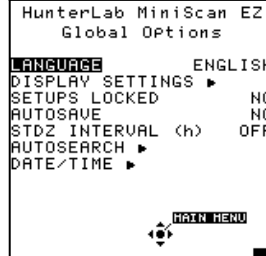 HunterLab MiniScan EZ
Global Options
LANGUAGE ENGLISH
DISPLAY SETTINGS ▶
SETUPS LOCKED NO
AUTOSAVE NO
STDZ INTERVAL (h) OFF
AUTOSEARCH ▶
DATE/TIME ▶
MAIN MENU